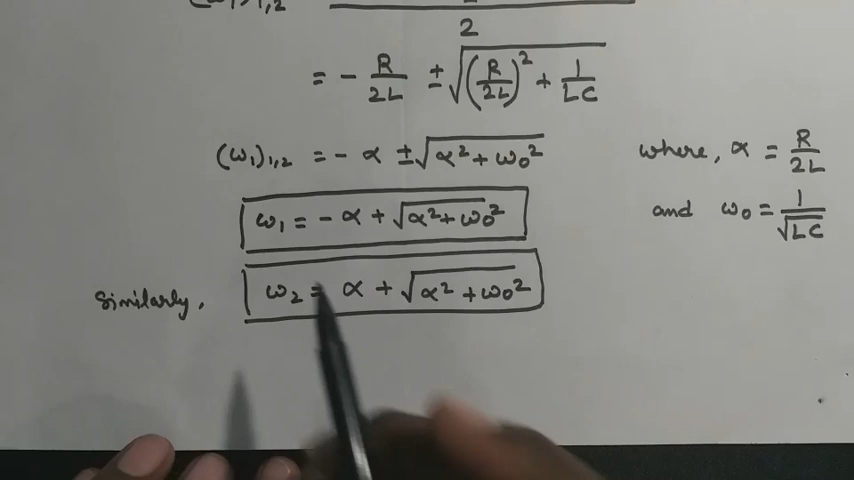 2
= - R/2L ± √((R/2L)² + 1/LC)
(ω₁)₁,₂ = - α ± √(α² + ω₀²) where, α = R/2L
ω₁ = - α + √(α² + ω₀²) and ω₀ = 1/√LC
Similarly, ω₂ = α + √(α² + ω₀²)